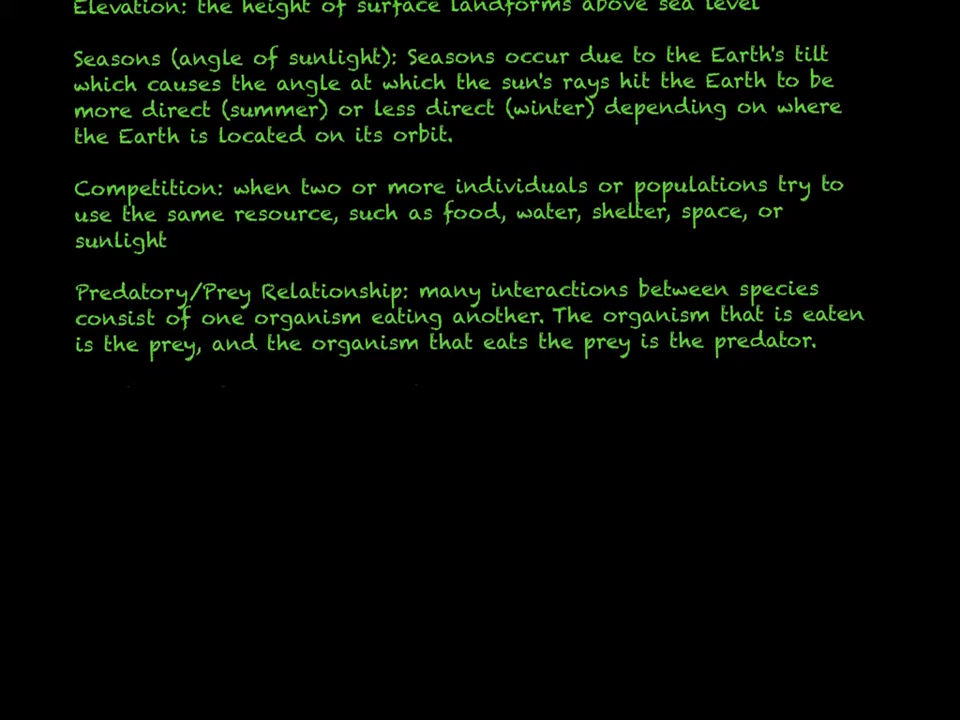 Elevation: the height of surface landforms above sea level
Seasons (angle of sunlight): Seasons occur due to the Earth's tilt
which causes the angle at which the sun's rays hit the Earth to be
more direct (summer) or less direct (winter) depending on where
the Earth is located on its orbit.
Competition: when two or more individuals or populations try to
use the same resource, such as food, water, shelter, space, or
sunlight
Predatory/Prey Relationship: many interactions between species
consist of one organism eating another. The organism that is eaten
is the prey, and the organism that eats the prey is the predator.